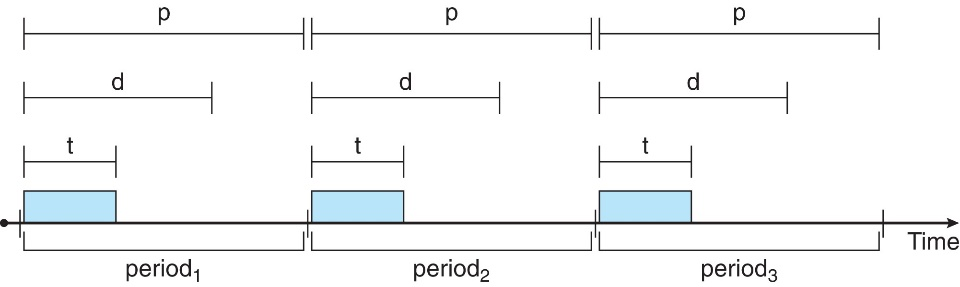 p p p
d d d
t t t
Time
period₁ period₂ period₃